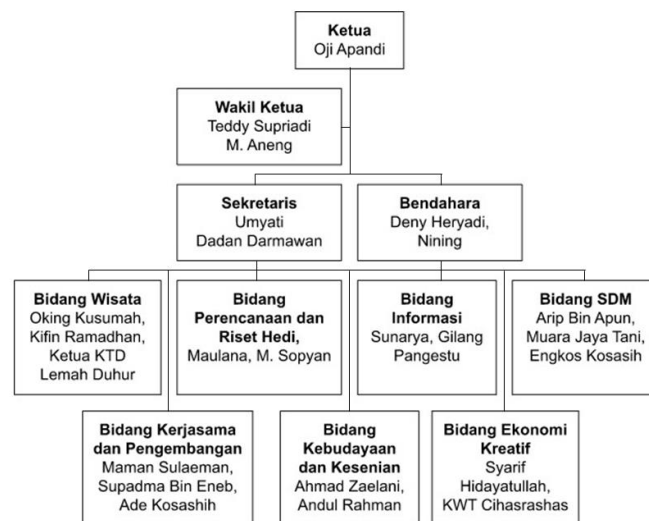 Ketua
Oji Apandi
Wakil Ketua
Teddy Supriadi
M. Aneng
Sekretaris
Umyati
Dadan Darmawan
Bendahara
Deny Heryadi,
Nining
Bidang Wisata
Oking Kusumah,
Kifin Ramadhan,
Ketua KTD
Lemah Duhur
Bidang
Perencanaan dan
Riset Hedi,
Maulana, M. Sopyan
Bidang
Informasi
Sunarya, Gilang
Pangestu
Bidang SDM
Arip Bin Apun,
Muara Jaya Tani,
Engkos Kosasih
Bidang Kerjasama
dan Pengembangan
Maman Sulaeman,
Supadma Bin Eneb,
Ade Kosashih
Bidang
Kebudayaan
dan Kesenian
Ahmad Zaelani,
Andul Rahman
Bidang Ekonomi
Kreatif
Syarif
Hidayatullah,
KWT Cihasrashas